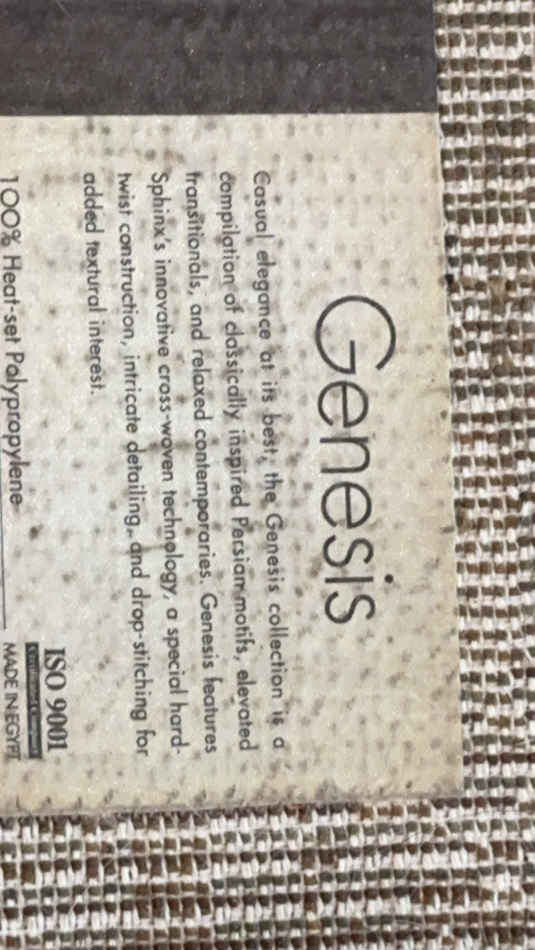 Genesis
Casual elegance at its best, the Genesis collection is a
compilation of classically inspired Persian motifs, elevated
transitionals, and relaxed contemporaries. Genesis features
Sphinx's innovative cross-woven technology, a special hard-
twist construction, intricate detailing, and drop-stitching for
added textural interest.
ISO 9001
100% Heat-set Polypropylene
MADE IN EGYPT